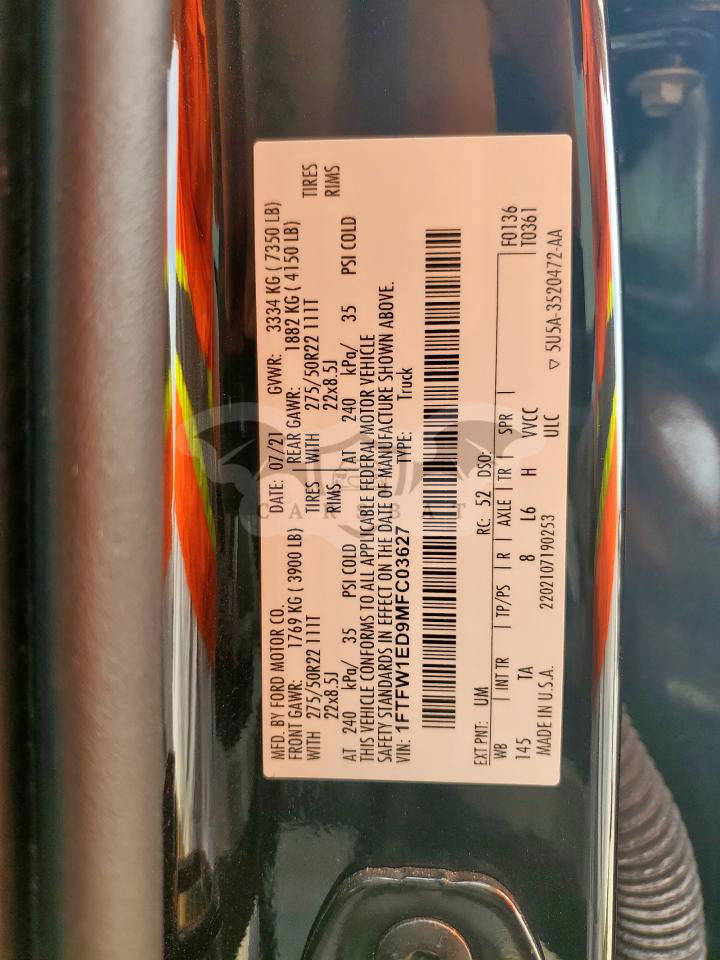 MFD. BY FORD MOTOR CO. DATE: 07/21 GVWR: 3334 KG ( 7350 LB)
FRONT GAWR: 1769 KG ( 3900 LB) REAR GAWR: 1882 KG ( 4150 LB)
WITH 275/50R22 111T TIRES WITH 275/50R22 111T TIRES
22x8.5J RIMS 22x8.5J RIMS
AT 240 kPa/ 35 PSI COLD AT 240 kPa/ 35 PSI COLD
THIS VEHICLE CONFORMS TO ALL APPLICABLE FEDERAL MOTOR VEHICLE
SAFETY STANDARDS IN EFFECT ON THE DATE OF MANUFACTURE SHOWN ABOVE.
VIN: 1FTFW1ED9MFC03627 TYPE: Truck
EXT PNT: UM RC: 52 DSO: F0136
WB INT TR TP/PS R AXLE TR SPR T0361
145 TA 8 L6 H VVCC
MADE IN U.S.A. 2202107190253 ULC 5U5A-3520472-AA
CARSBAT